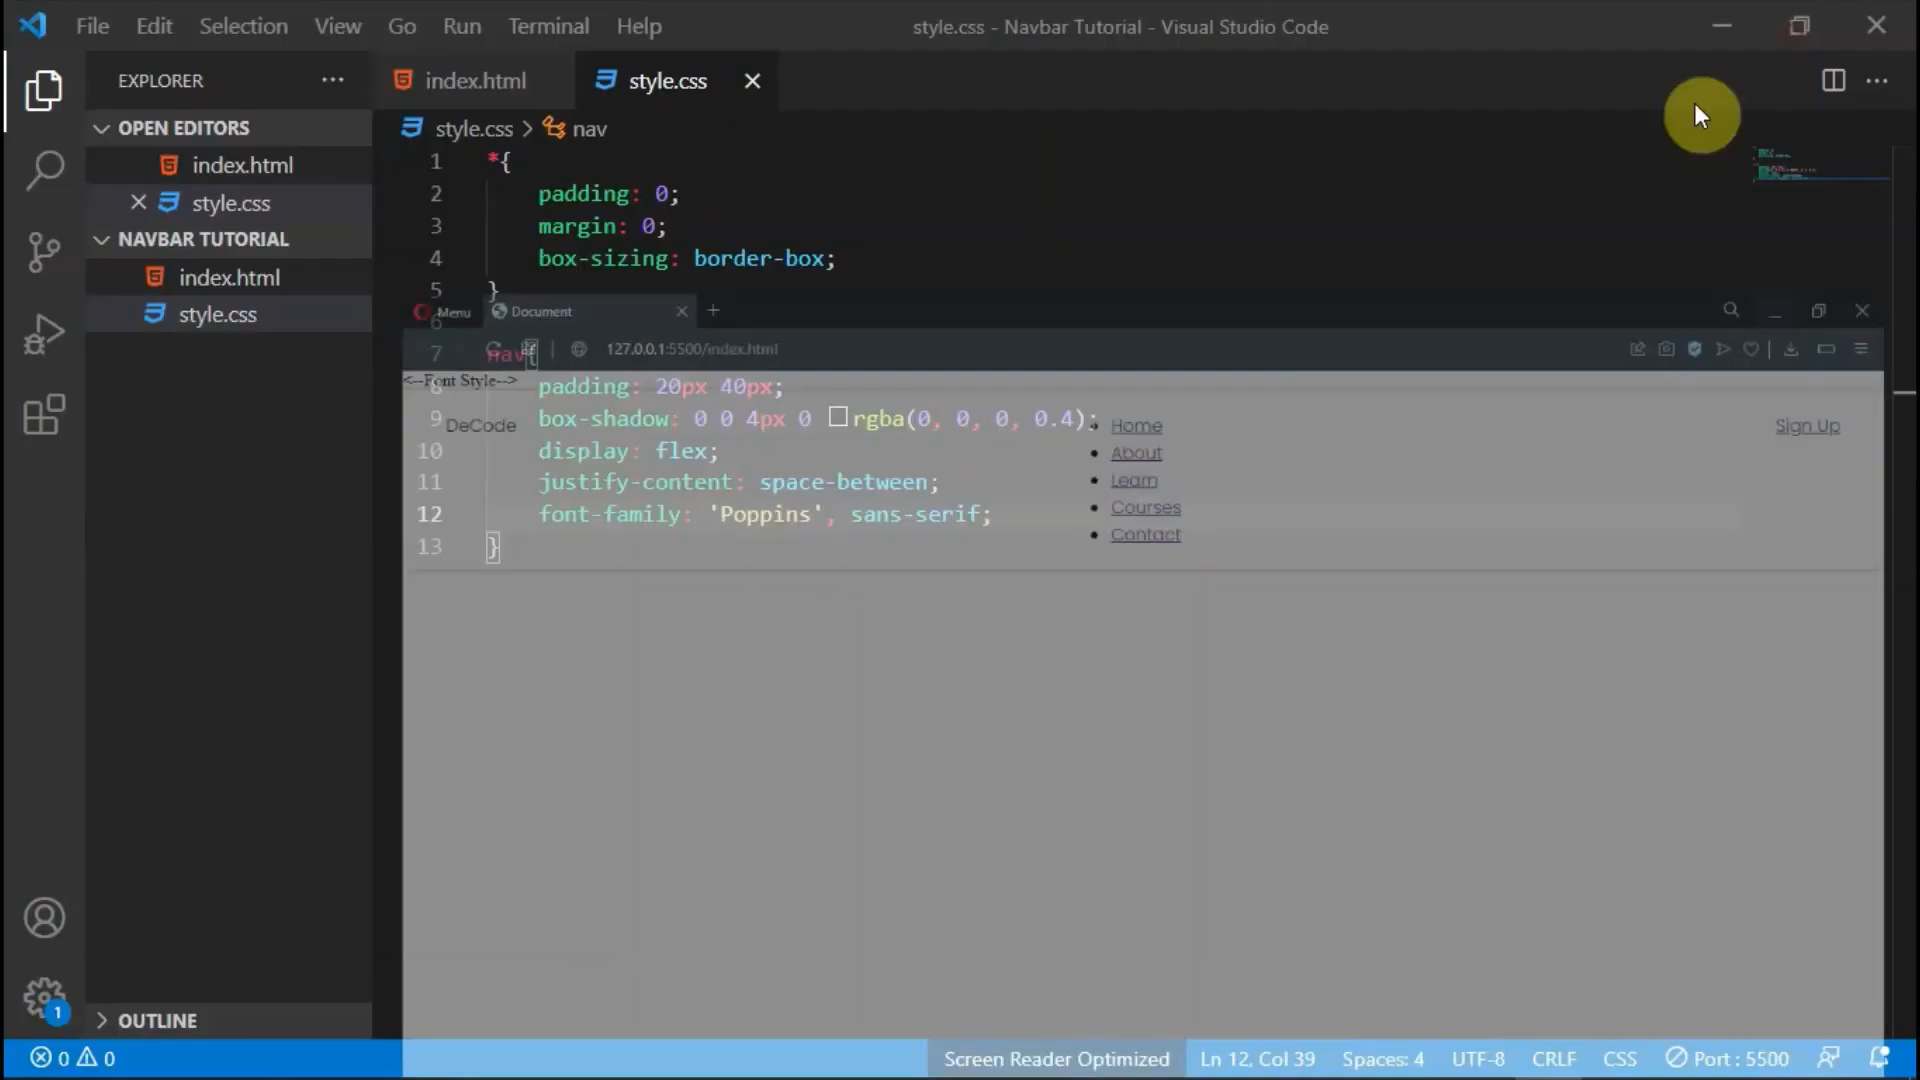 File Edit Selection View Go Run Terminal Help style.css - Navbar Tutorial - Visual Studio Code
EXPLORER ··· index.html style.css
OPEN EDITORS
index.html
style.css
NAVBAR TUTORIAL
index.html
style.css
style.css > nav
1 *{
2 padding: 0;
3 margin: 0;
4 box-sizing: border-box;
5 }
6
7 nav{
8 padding: 20px 40px;
9 box-shadow: 0 0 4px 0 rgba(0, 0, 0, 0.4);
10 display: flex;
11 justify-content: space-between;
12 font-family: 'Poppins', sans-serif;
13 }
Menu Document
127.0.0.1:5500/index.html
<--Font Style-->
DeCode
Home
About
Learn
Courses
Contact
Sign Up
1
OUTLINE
0 0 Screen Reader Optimized Ln 12, Col 39 Spaces: 4 UTF-8 CRLF CSS Port : 5500